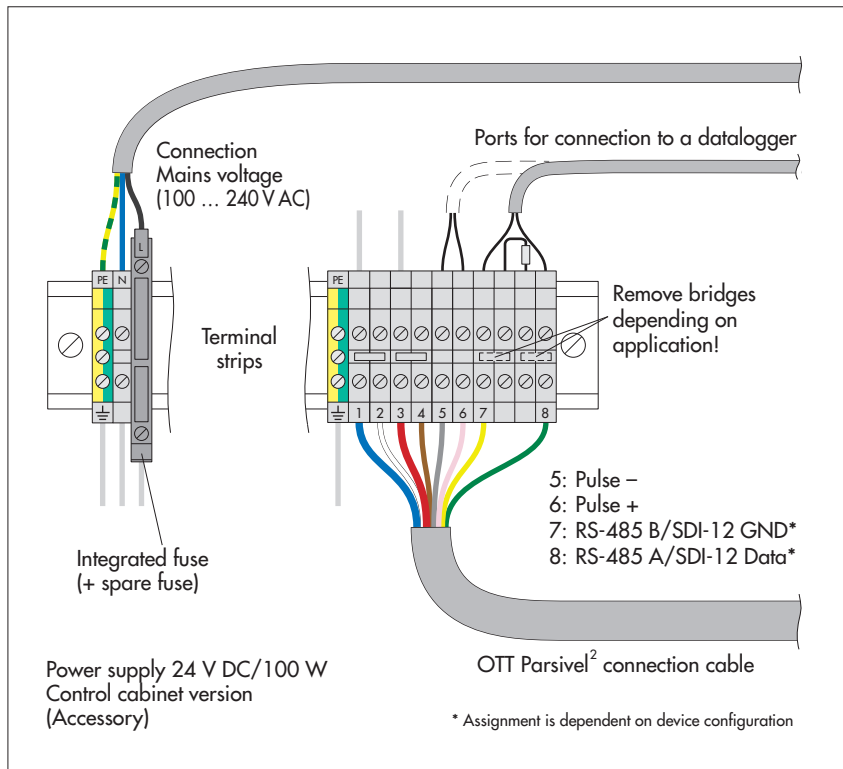 Connection
Mains voltage
(100 ... 240 V AC)
Ports for connection to a datalogger
L
PE N
PE
Terminal
strips
Remove bridges
depending on
application!
1 2 3 4 5 6 7 8
5: Pulse –
6: Pulse +
7: RS-485 B/SDI-12 GND*
8: RS-485 A/SDI-12 Data*
Integrated fuse
(+ spare fuse)
OTT Parsivel² connection cable
Power supply 24 V DC/100 W
Control cabinet version
(Accessory)
* Assignment is dependent on device configuration